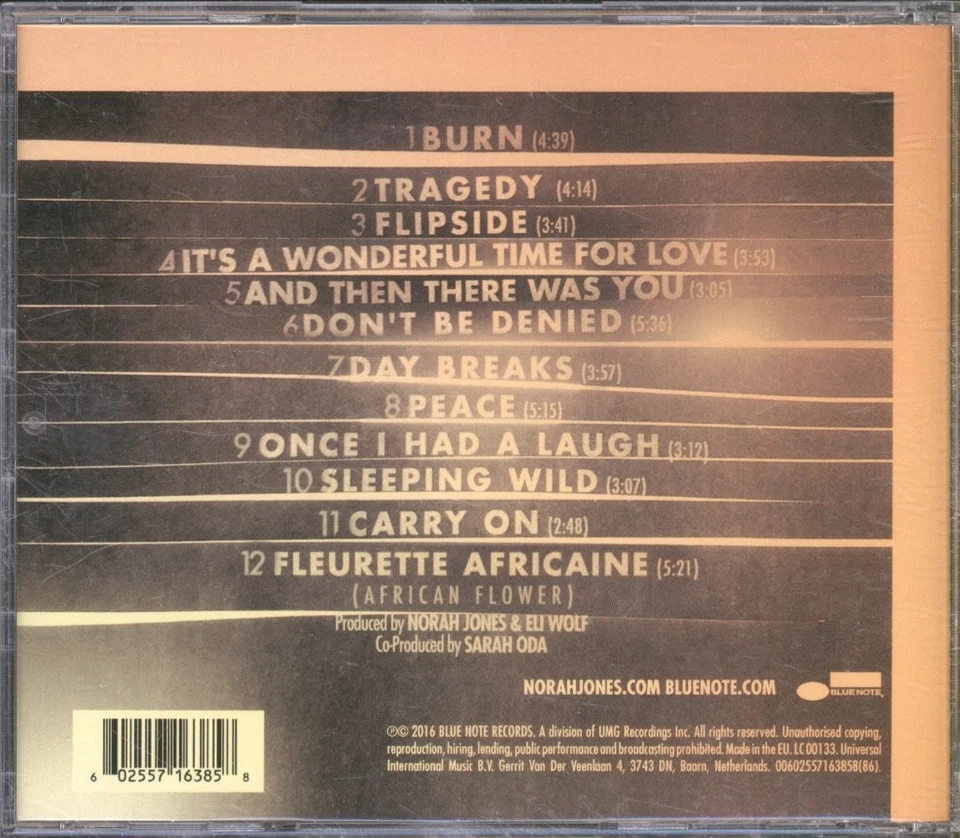 1 BURN (4:39)
2 TRAGEDY (4:14)
3 FLIPSIDE (3:41)
4 IT'S A WONDERFUL TIME FOR LOVE (3:53)
5 AND THEN THERE WAS YOU (3:05)
6 DON'T BE DENIED (5:36)
7 DAY BREAKS (3:57)
8 PEACE (5:15)
9 ONCE I HAD A LAUGH (3:12)
10 SLEEPING WILD (3:07)
11 CARRY ON (2:48)
12 FLEURETTE AFRICAINE (5:21)
(AFRICAN FLOWER)
Produced by NORAH JONES & ELI WOLF
Co-Produced by SARAH ODA
NORAHJONES.COM BLUENOTE.COM
BLUE NOTE
℗© 2016 BLUE NOTE RECORDS. A division of UMG Recordings Inc. All rights reserved. Unauthorised copying,
reproduction, hiring, lending, public performance and broadcasting prohibited. Made in the EU. LC 00133. Universal
International Music B.V. Gerrit Van Der Veenlaan 4, 3743 DN, Baarn, Netherlands. 00602557163858(86).
6 02557 16385 8